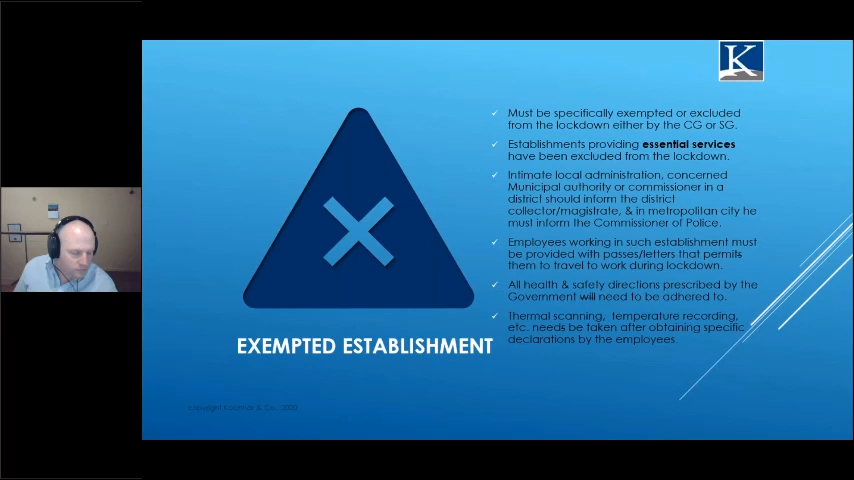 K
Must be specifically exempted or excluded
from the lockdown either by the CG or SG.
Establishments providing essential services
have been excluded from the lockdown.
Intimate local administration, concerned
Municipal authority or commissioner in a
district should inform the district
collector/magistrate, & in metropolitan city he
must inform the Commissioner of Police.
Employees working in such establishment must
be provided with passes/letters that permits
them to travel to work during lockdown.
All health & safety directions prescribed by the
Government will need to be adhered to.
Thermal scanning, temperature recording,
etc. needs be taken after obtaining specific
declarations by the employees.
EXEMPTED ESTABLISHMENT
copyright & Co., 2020